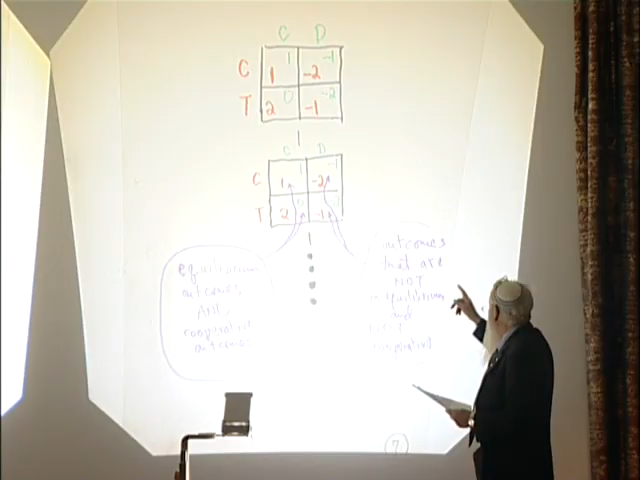 C D
C 1 1 -2 -1
T 2 0 -1 -2
C D
C 1 1 -2 -1
T 2 0 -1
equilibrium
outcomes
AND
cooperative
outcomes
outcomes
that are
NOT
equilibrium
and
NOT
cooperative
7